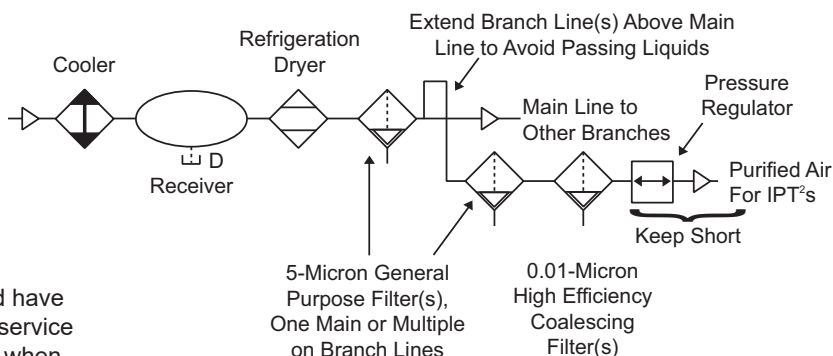 Extend Branch Line(s) Above Main
Line to Avoid Passing Liquids
Refrigeration
Dryer
Cooler
Pressure
Regulator
Main Line to
Other Branches
D
Receiver
Purified Air
For IPT²s
Keep Short
5-Micron General
Purpose Filter(s),
One Main or Multiple
on Branch Lines
0.01-Micron
High Efficiency
Coalescing
Filter(s)
d have
service
when